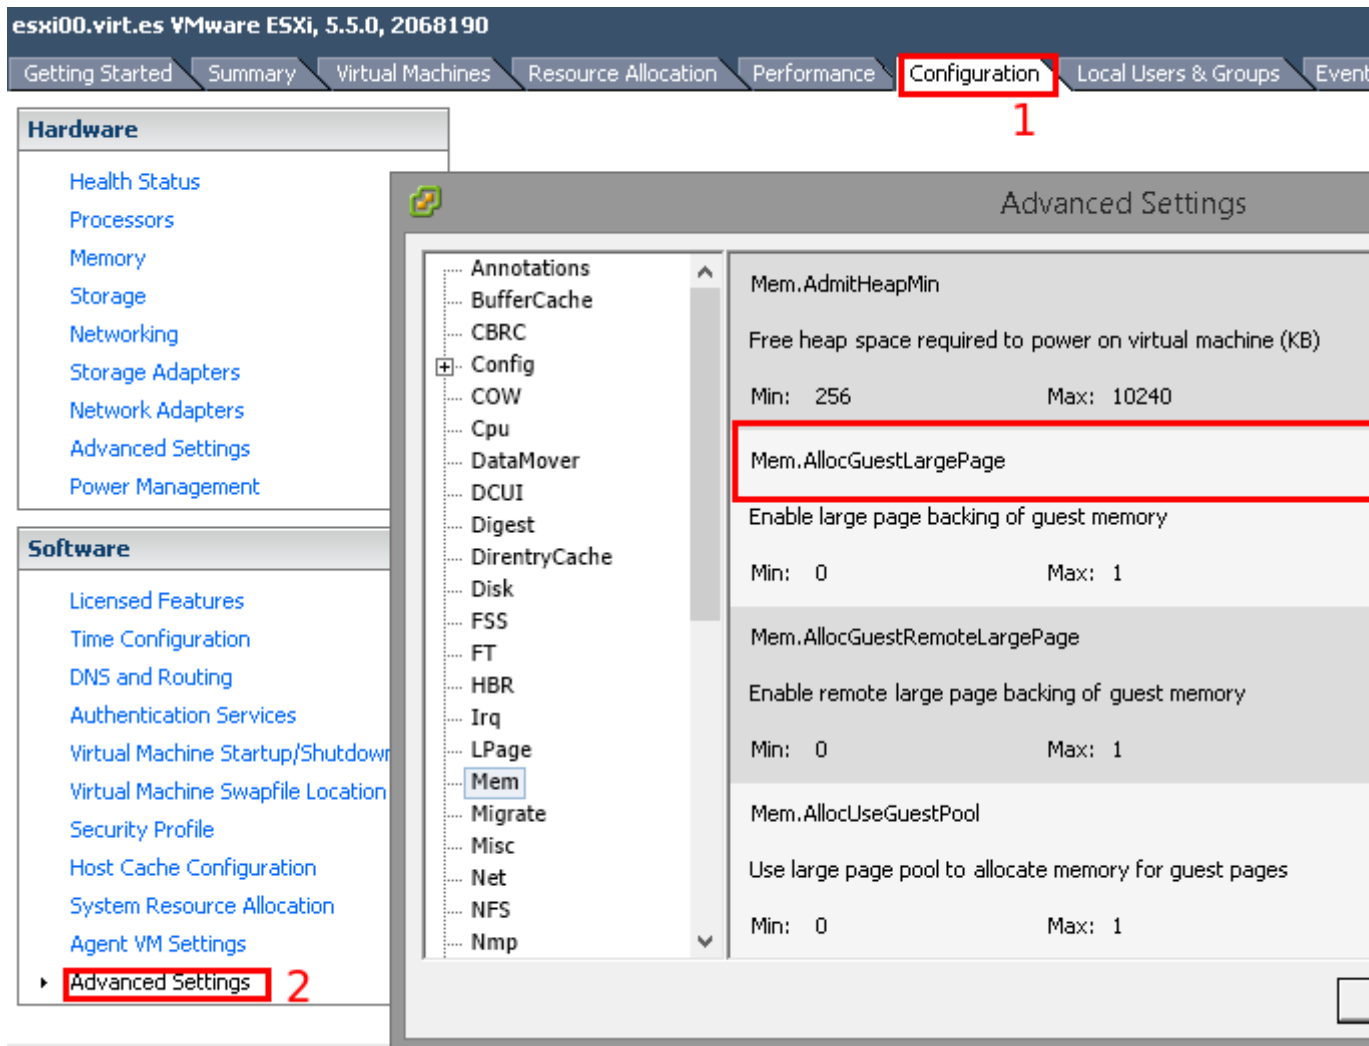 esxi00.virt.es VMware ESXi, 5.5.0, 2068190
Getting Started Summary Virtual Machines Resource Allocation Performance Configuration Local Users & Groups Event
1
Hardware
Health Status
Processors
Memory
Storage
Networking
Storage Adapters
Network Adapters
Advanced Settings
Power Management
Software
Licensed Features
Time Configuration
DNS and Routing
Authentication Services
Virtual Machine Startup/Shutdown
Virtual Machine Swapfile Location
Security Profile
Host Cache Configuration
System Resource Allocation
Agent VM Settings
Advanced Settings 2
Advanced Settings
Annotations
BufferCache
CBRC
Config
COW
Cpu
DataMover
DCUI
Digest
DirentryCache
Disk
FSS
FT
HBR
Irq
LPage
Mem
Migrate
Misc
Net
NFS
Nmp
Mem.AdmitHeapMin
Free heap space required to power on virtual machine (KB)
Min: 256 Max: 10240
Mem.AllocGuestLargePage
Enable large page backing of guest memory
Min: 0 Max: 1
Mem.AllocGuestRemoteLargePage
Enable remote large page backing of guest memory
Min: 0 Max: 1
Mem.AllocUseGuestPool
Use large page pool to allocate memory for guest pages
Min: 0 Max: 1